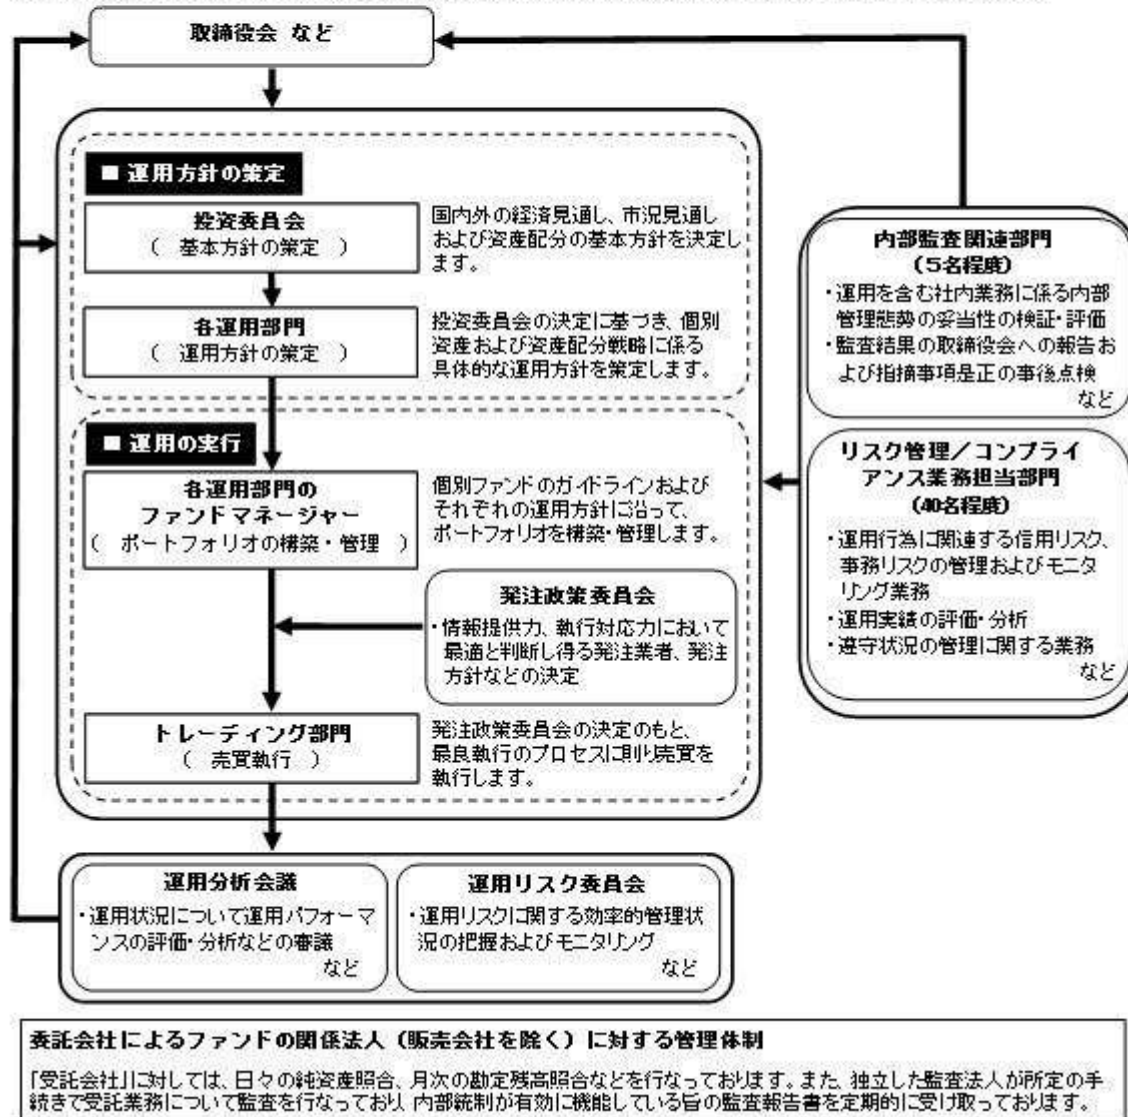 取締役会 など
■ 運用方針の策定
投資委員会
( 基本方針の策定 )
国内外の経済見通し、市況見通し
および資産配分の基本方針を決定し
ます。
各運用部門
( 運用方針の策定 )
投資委員会の決定に基づき、個別
資産および資産配分戦略に係る
具体的な運用方針を策定します。
■ 運用の実行
各運用部門の
ファンドマネージャー
( ポートフォリオの構築・管理 )
個別ファンドのガイドラインおよび
それぞれの運用方針に沿って、
ポートフォリオを構築・管理します。
発注政策委員会
・情報提供力、執行対応力において
最適と判断し得る発注業者、発注
方針などの決定
トレーディング部門
( 売買執行 )
発注政策委員会の決定のもと、
最良執行のプロセスに則り売買を
執行します。
内部監査関連部門
(5名程度)
・運用を含む社内業務に係る内部
管理態勢の妥当性の検証・評価
・監査結果の取締役会への報告お
よび指摘事項是正の事後点検
など
リスク管理/コンプライ
アンス業務担当部門
(40名程度)
・運用行為に関連する信用リスク、
事務リスクの管理およびモニタ
リング業務
・運用実績の評価・分析
・遵守状況の管理に関する業務
など
運用分析会議
・運用状況について運用パフォーマ
ンスの評価・分析などの審議
など
運用リスク委員会
・運用リスクに関する効率的管理状
況の把握およびモニタリング
など
委託会社によるファンドの関係法人(販売会社を除く)に対する管理体制
「受託会社」に対しては、日々の純資産照合、月次の勘定残高照合などを行なっております。また、独立した監査法人が所定の手
続きで受託業務について監査を行なっており、内部統制が有効に機能している旨の監査報告書を定期的に受け取っております。